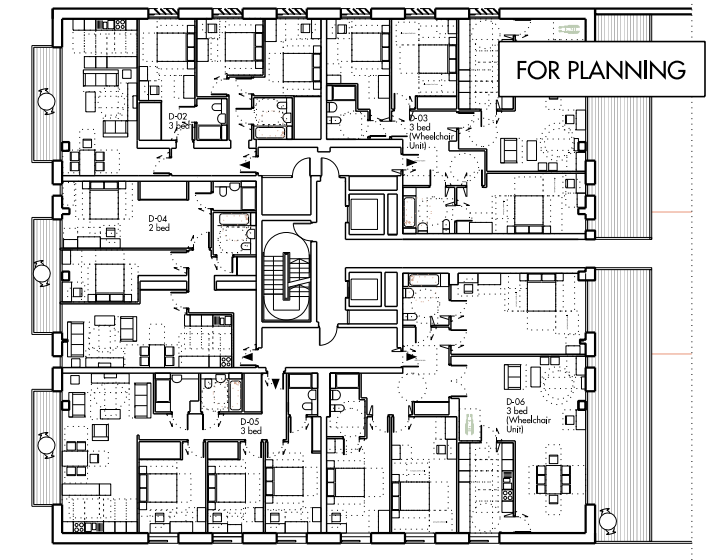 FOR PLANNING
D-02
3 bed
D-03
3 bed
(Wheelchair
Unit)
D-04
2 bed
D-05
3 bed
D-06
3 bed
(Wheelchair
Unit)